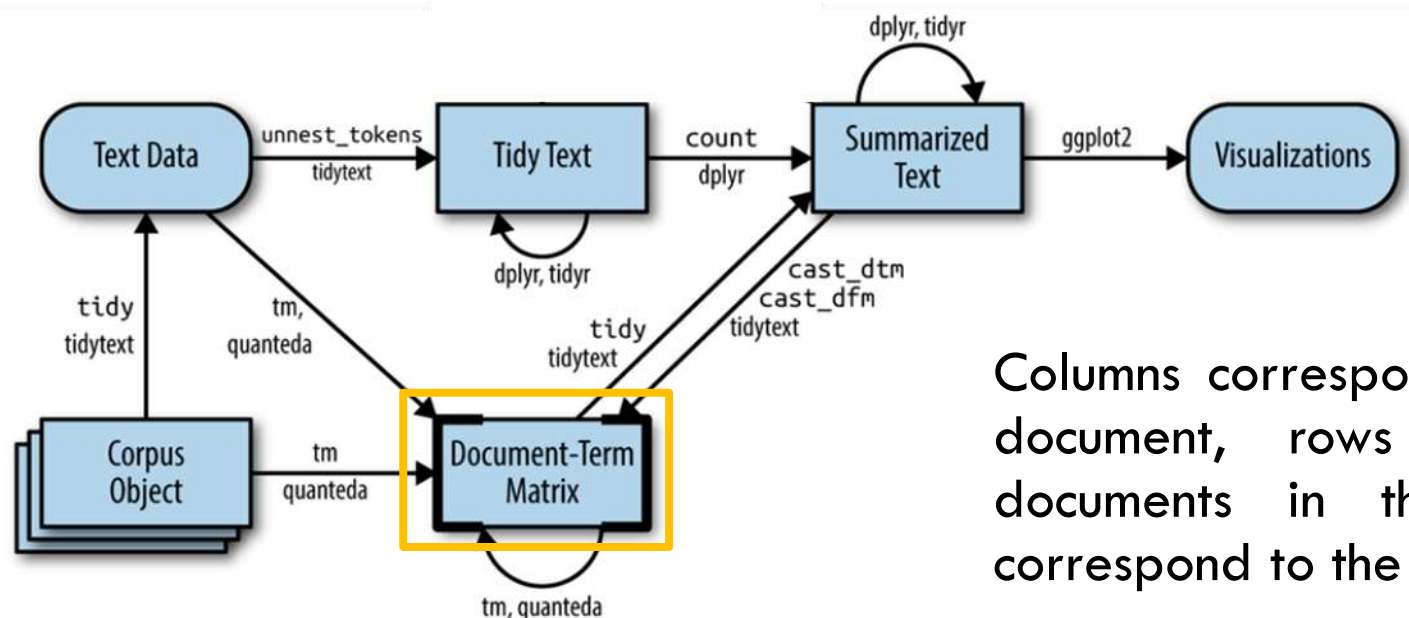 dplyr, tidyr
Text Data
unnest_tokens
tidytext
Tidy Text
count
dplyr
Summarized
Text
ggplot2
Visualizations
dplyr, tidyr
tidy
tidytext
tm,
quanteda
tidy
tidytext
cast_dtm
cast_dfm
tidytext
Corpus
Object
tm
quanteda
Document-Term
Matrix
tm, quanteda
Columns
document, rows
documents in
correspond to the